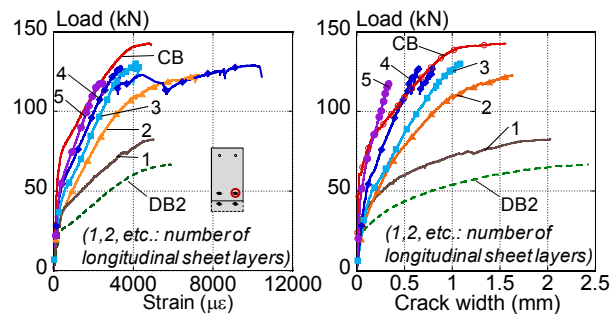 Load (kN)
150
100
50
0
CB
4
5
3
2
1
DB2
(1,2, etc.: number of
longitudinal sheet layers)
0 4000 8000 12000
Strain (με)
Load (kN)
150
100
50
0
CB
5
4
3
2
1
DB2
(1,2, etc.: number of
longitudinal sheet layers)
0 0.5 1.0 1.5 2.0 2.5
Crack width (mm)